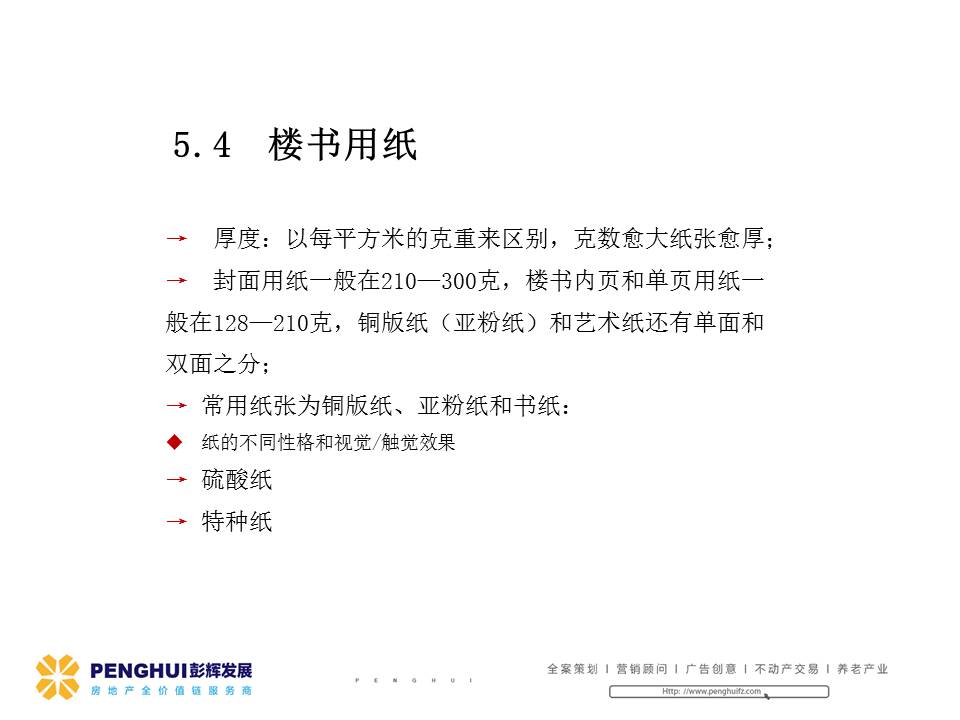 5.4 楼书用纸
→ 厚度：以每平方米的克重来区别，克数愈大纸张愈厚；
→ 封面用纸一般在210—300克，楼书内页和单页用纸一
般在128—210克，铜版纸（亚粉纸）和艺术纸还有单面和
双面之分；
→ 常用纸张为铜版纸、亚粉纸和书纸：
◆ 纸的不同性格和视觉/触觉效果
→ 硫酸纸
→ 特种纸
PENGHUI彭辉发展
房地产全价值链服务商
PENGHUI
全案策划 | 营销顾问 | 广告创意 | 不动产交易 | 养老产业
Http: //www.penghuifz.com